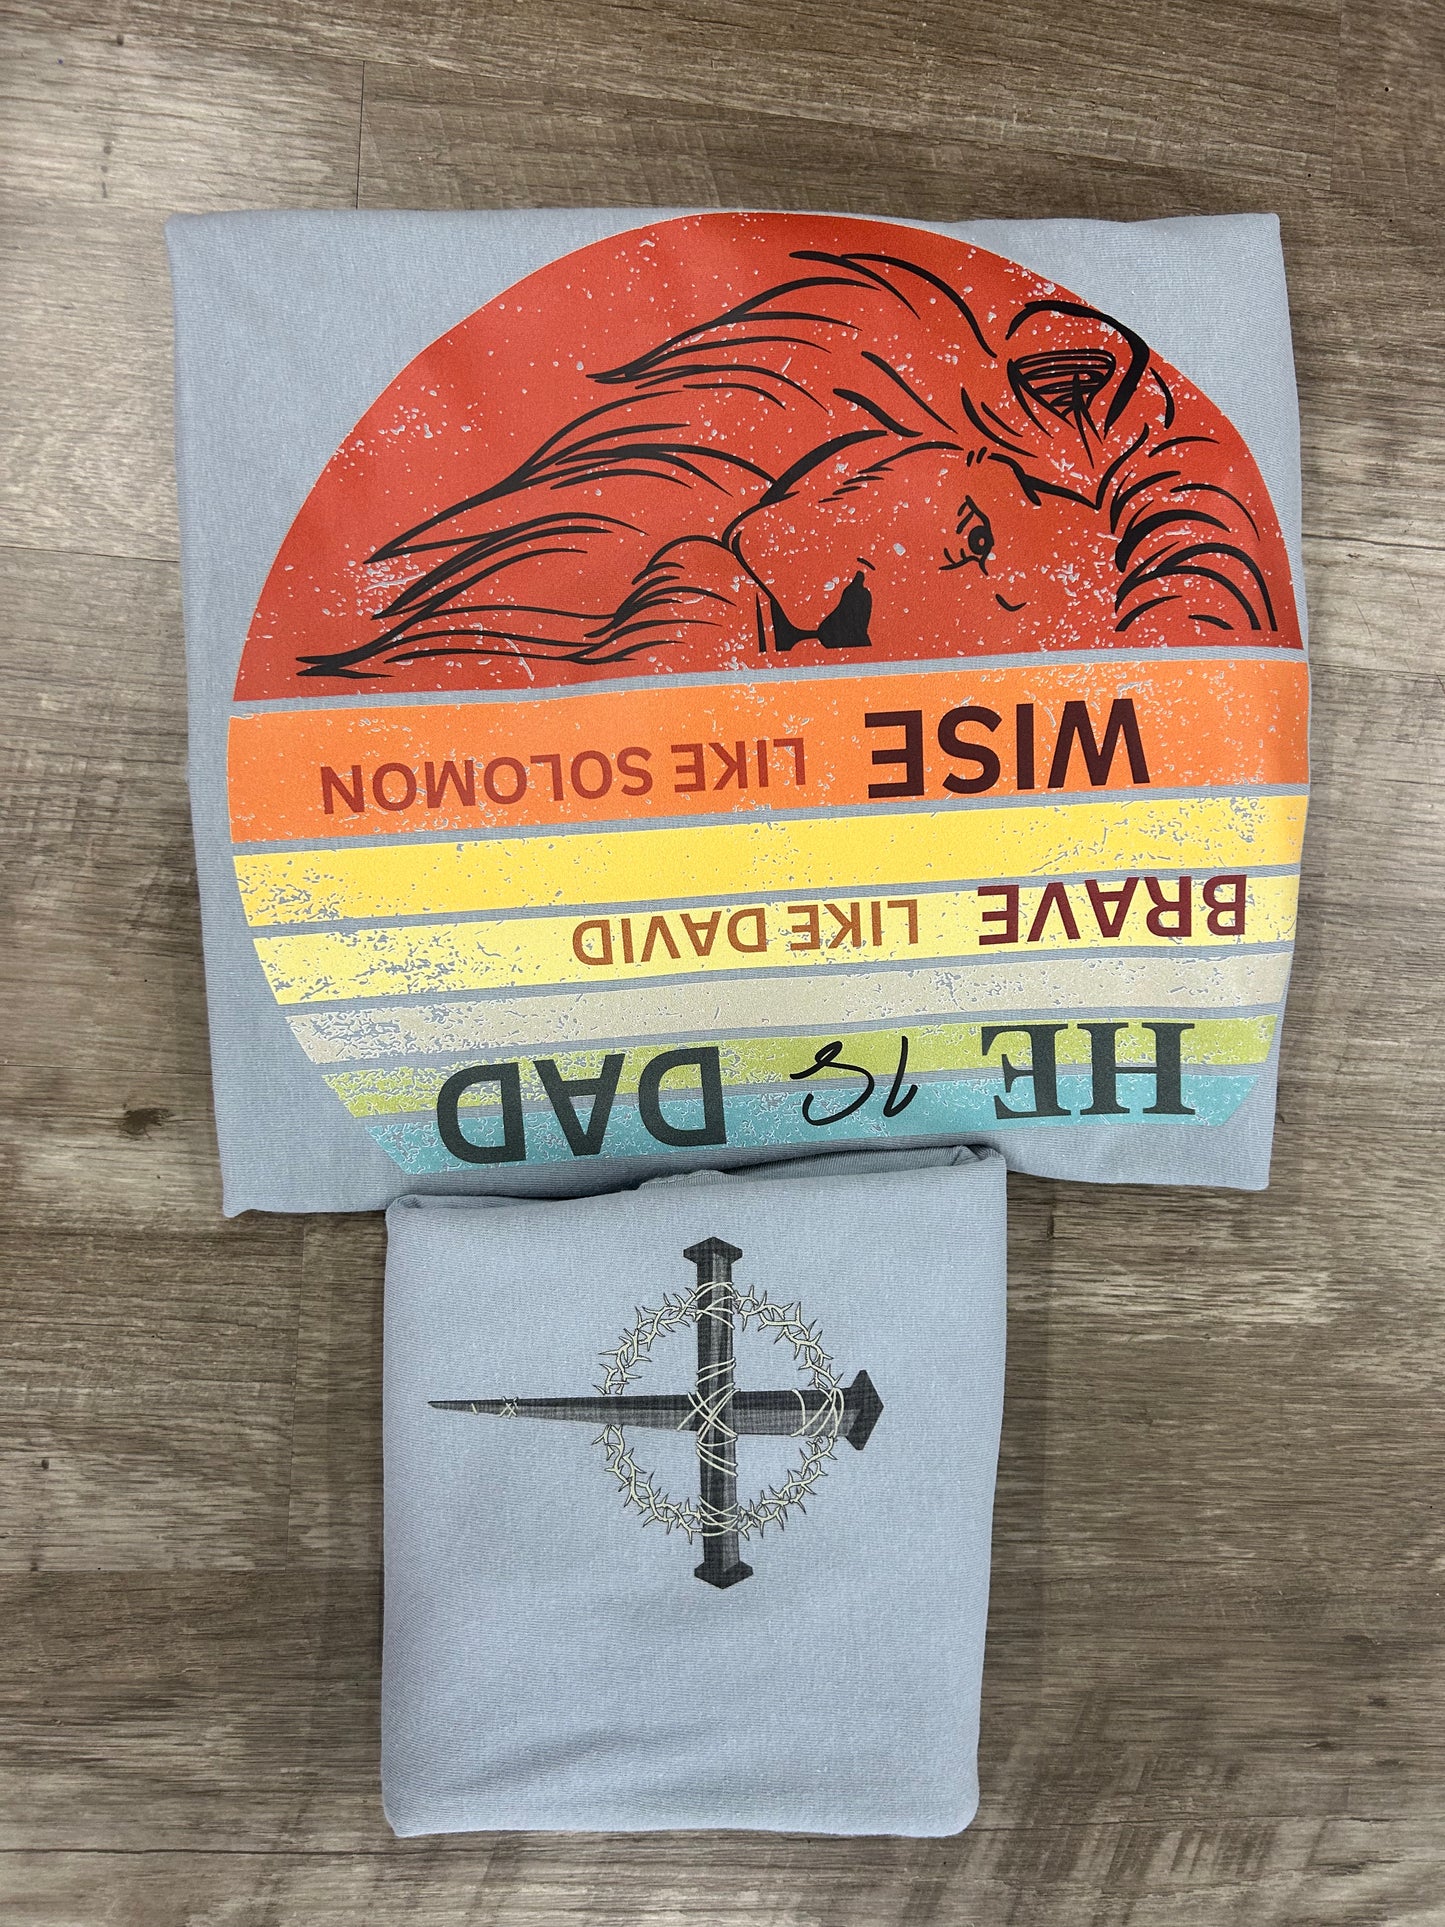 HE is DAD
BRAVE LIKE DAVID
WISE LIKE SOLOMON